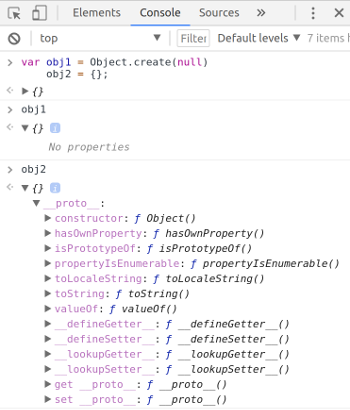 Elements Console Sources »
top Filter Default levels 7 items h
var obj1 = Object.create(null)
obj2 = {};
{}
obj1
{} i
No properties
obj2
{} i
__proto__:
constructor: ƒ Object()
hasOwnProperty: ƒ hasOwnProperty()
isPrototypeOf: ƒ isPrototypeOf()
propertyIsEnumerable: ƒ propertyIsEnumerable()
toLocaleString: ƒ toLocaleString()
toString: ƒ toString()
valueOf: ƒ valueOf()
__defineGetter__: ƒ __defineGetter__()
__defineSetter__: ƒ __defineSetter__()
__lookupGetter__: ƒ __lookupGetter__()
__lookupSetter__: ƒ __lookupSetter__()
get __proto__: ƒ __proto__()
set __proto__: ƒ __proto__()